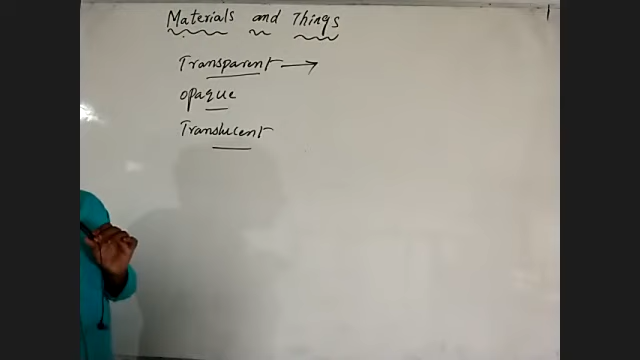 Materials and Things
Transparent →
opaque
Translucent